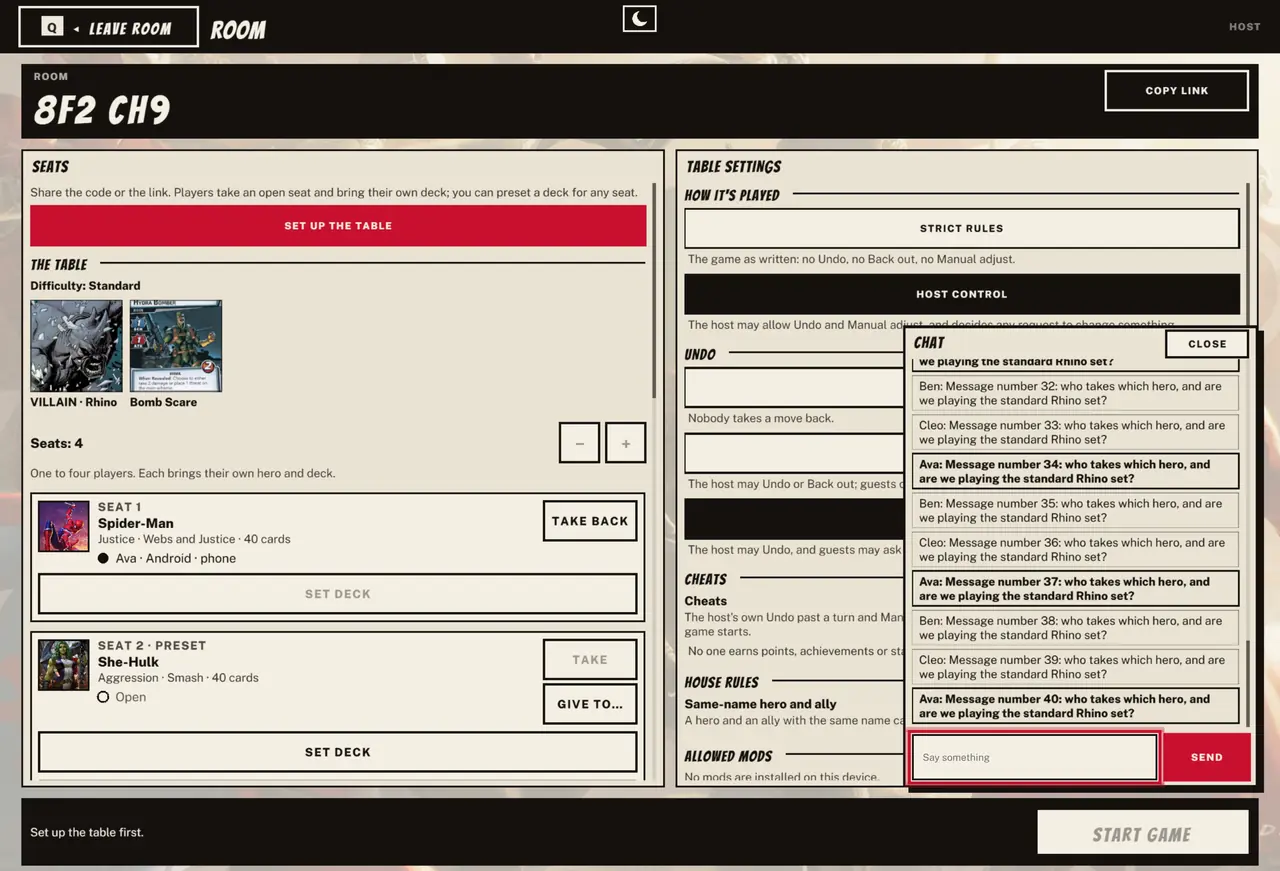 Q ◂ LEAVE ROOM
ROOM
HOST
ROOM
8F2 CH9
COPY LINK
SEATS
Share the code or the link. Players take an open seat and bring their own deck; you can preset a deck for any seat.
SET UP THE TABLE
THE TABLE
Difficulty: Standard
HYDRA BOMBER
VILLAIN · Rhino
Bomb Scare
Seats: 4
−
+
One to four players. Each brings their own hero and deck.
SEAT 1
Spider-Man
Justice · Webs and Justice · 40 cards
Ava · Android · phone
TAKE BACK
SET DECK
SEAT 2 · PRESET
She-Hulk
Aggression · Smash · 40 cards
Open
TAKE
GIVE TO...
SET DECK
TABLE SETTINGS
HOW IT'S PLAYED
STRICT RULES
The game as written: no Undo, no Back out, no Manual adjust.
HOST CONTROL
The host may allow Undo and Manual adjust, and decides any request to change something.
UNDO
Nobody takes a move back.
The host may Undo or Back out; guests
The host may Undo, and guests may ask
CHEATS
Cheats
The host's own Undo past a turn and
game starts.
No one earns points, achievements or
HOUSE RULES
Same-name hero and ally
A hero and an ally with the same name
ALLOWED MODS
No mods are installed on this device.
CHAT
CLOSE
we playing the standard Rhino set?
Ben: Message number 32: who takes which hero, and are
we playing the standard Rhino set?
Cleo: Message number 33: who takes which hero, and are
we playing the standard Rhino set?
Ava: Message number 34: who takes which hero, and
are we playing the standard Rhino set?
Ben: Message number 35: who takes which hero, and are
we playing the standard Rhino set?
Cleo: Message number 36: who takes which hero, and are
we playing the standard Rhino set?
Ava: Message number 37: who takes which hero, and
are we playing the standard Rhino set?
Ben: Message number 38: who takes which hero, and are
we playing the standard Rhino set?
Cleo: Message number 39: who takes which hero, and are
we playing the standard Rhino set?
Ava: Message number 40: who takes which hero, and
are we playing the standard Rhino set?
Say something
SEND
Set up the table first.
START GAME